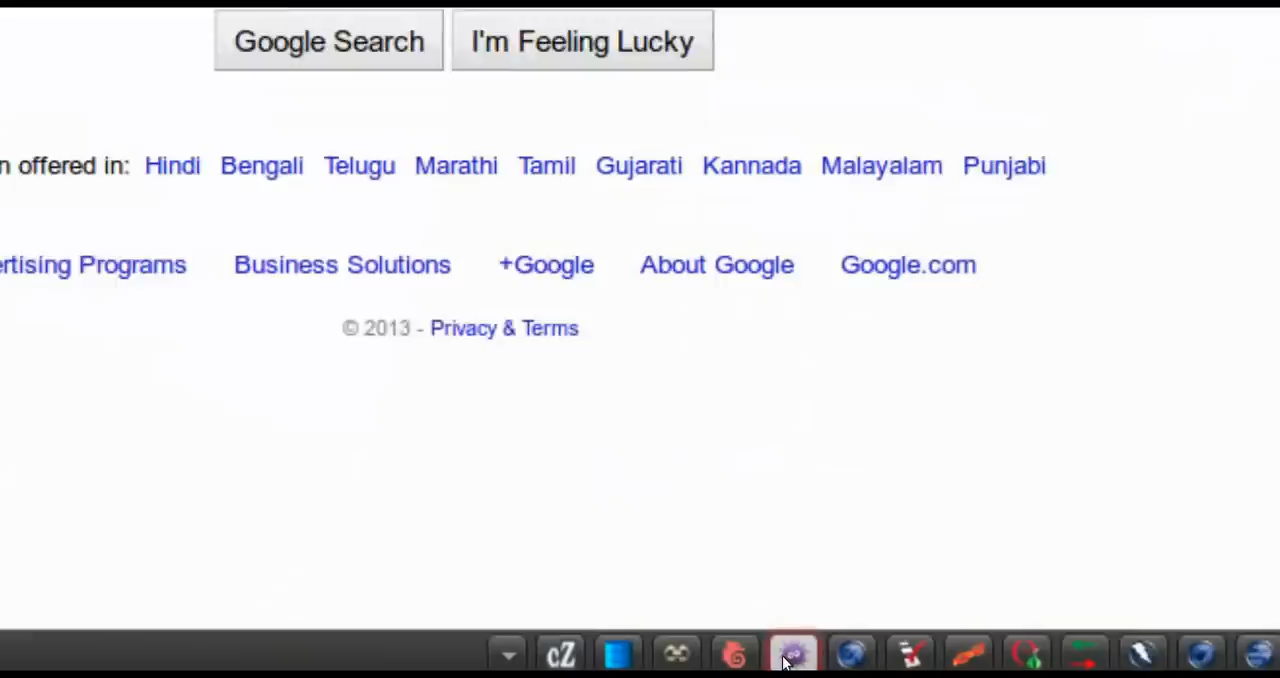 Google Search I'm Feeling Lucky
n offered in: Hindi Bengali Telugu Marathi Tamil Gujarati Kannada Malayalam Punjabi
ertising Programs Business Solutions +Google About Google Google.com
© 2013 - Privacy & Terms
cZ